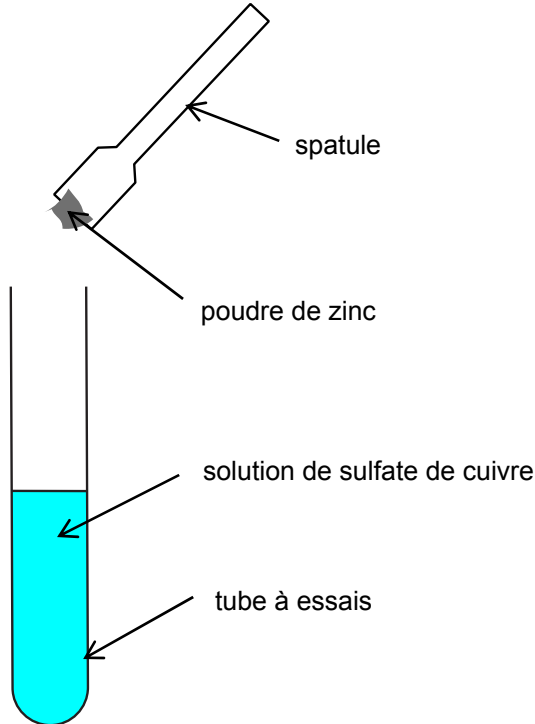 spatule
poudre de zinc
solution de sulfate de cuivre
tube à essais